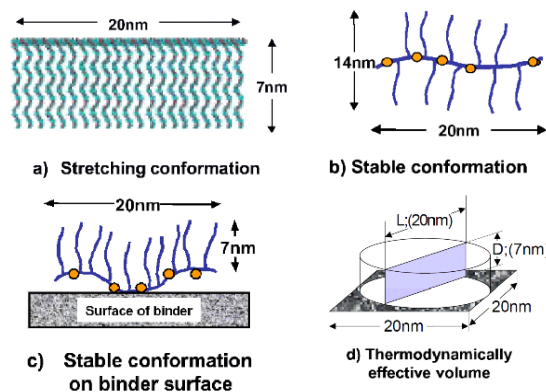 20nm
7nm
a) Stretching conformation
14nm
20nm
b) Stable conformation
20nm
7nm
Surface of binder
c) Stable conformation
on binder surface
L;(20nm)
D;(7nm)
20nm
20nm
d) Thermodynamically
effective volume